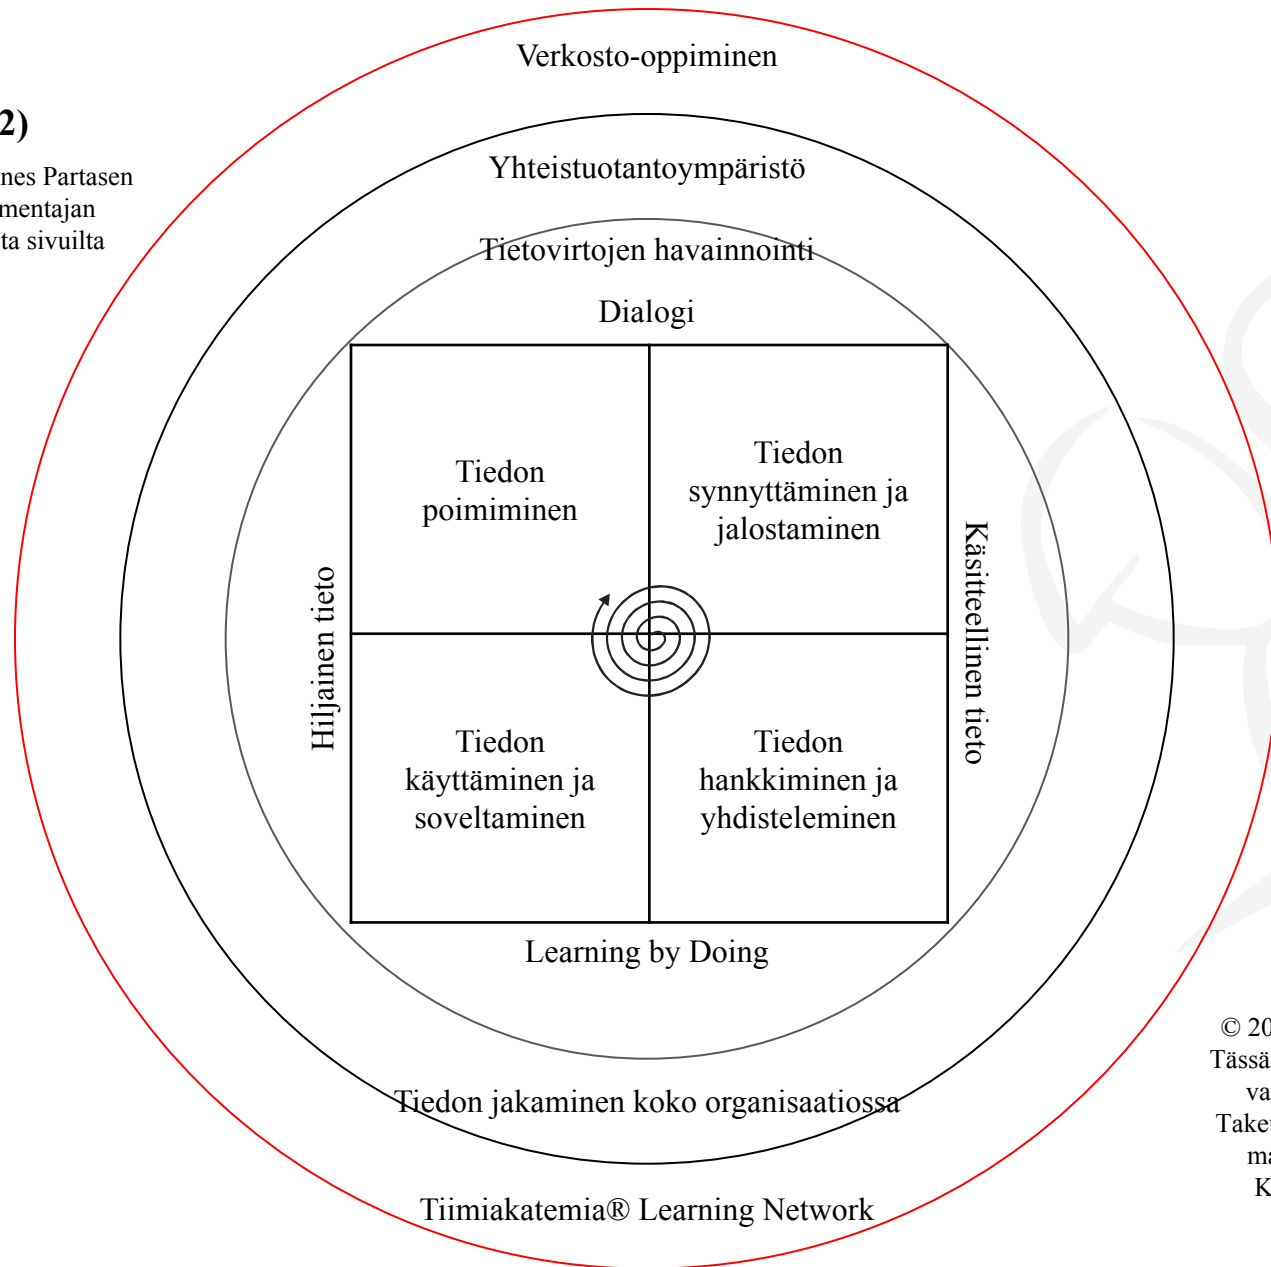 Verkosto-oppiminen
2)
nes Partasen
mentajan
ta sivuilta
Yhteistuotantoympäristö
Tietovirtojen havainnointi
Dialogi
Tiedon
poimiminen
Tiedon
synnyttäminen ja
jalostaminen
Hiljainen tieto
Käsitteellinen tieto
Tiedon
käyttäminen ja
soveltaminen
Tiedon
hankkiminen ja
yhdisteleminen
Learning by Doing
Tiedon jakaminen koko organisaatiossa
Tiimiakatemia® Learning Network
© 20
Tässä
va
Takeu
ma
K